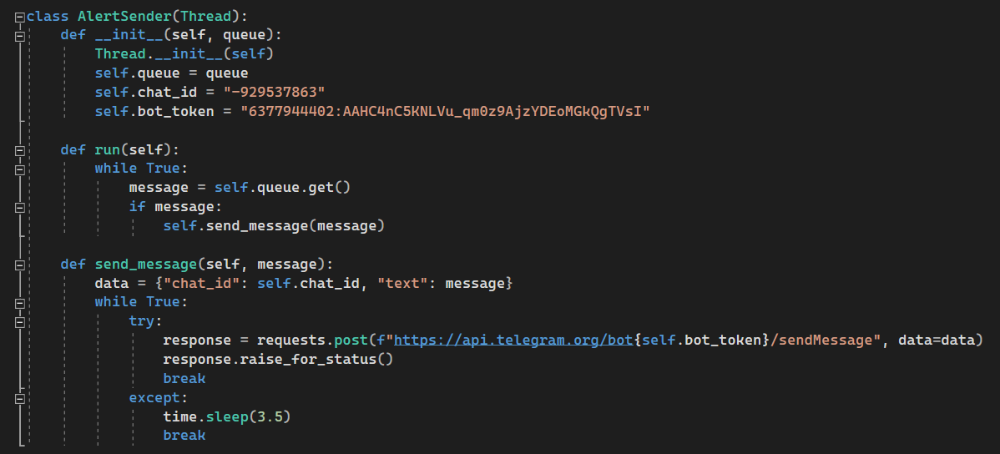 class AlertSender(Thread):
    def __init__(self, queue):
        Thread.__init__(self)
        self.queue = queue
        self.chat_id = "-929537863"
        self.bot_token = "6377944402:AAHC4nC5KNLVu_qm0z9AjzYDEoMGkQgTVsI"

    def run(self):
        while True:
            message = self.queue.get()
            if message:
                self.send_message(message)

    def send_message(self, message):
        data = {"chat_id": self.chat_id, "text": message}
        while True:
            try:
                response = requests.post(f"https://api.telegram.org/bot{self.bot_token}/sendMessage", data=data)
                response.raise_for_status()
                break
            except:
                time.sleep(3.5)
                break